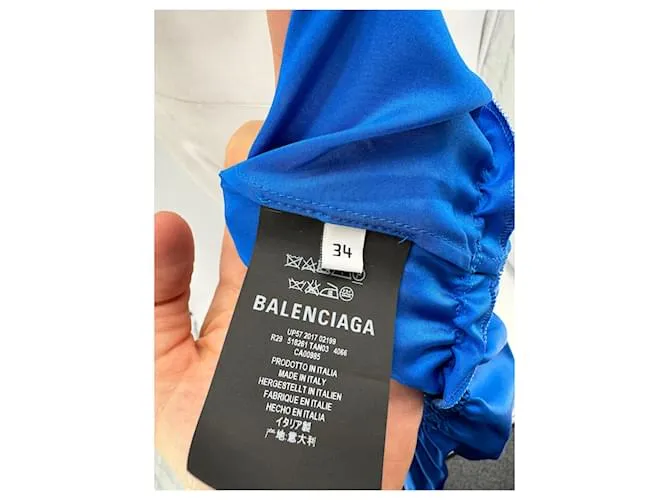 34
BALENCIAGA
UP57 2017 02199
R29 518261 TAN03 4066
CA00985
PRODOTTO IN ITALIA
MADE IN ITALY
HERGESTELLT IN ITALIEN
FABRIQUE EN ITALIE
HECHO EN ITALIA
イタリア製
产地:意大利